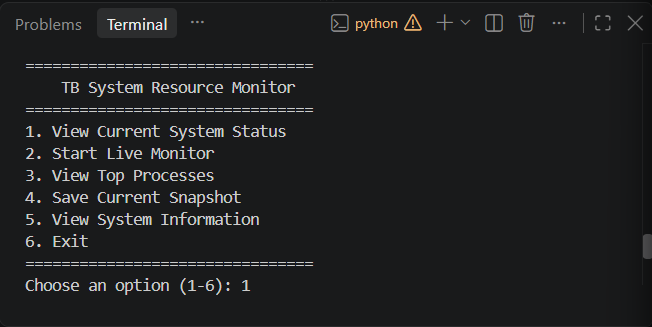 Problems Terminal ··· python
================================
    TB System Resource Monitor
================================
1. View Current System Status
2. Start Live Monitor
3. View Top Processes
4. Save Current Snapshot
5. View System Information
6. Exit
================================
Choose an option (1-6): 1